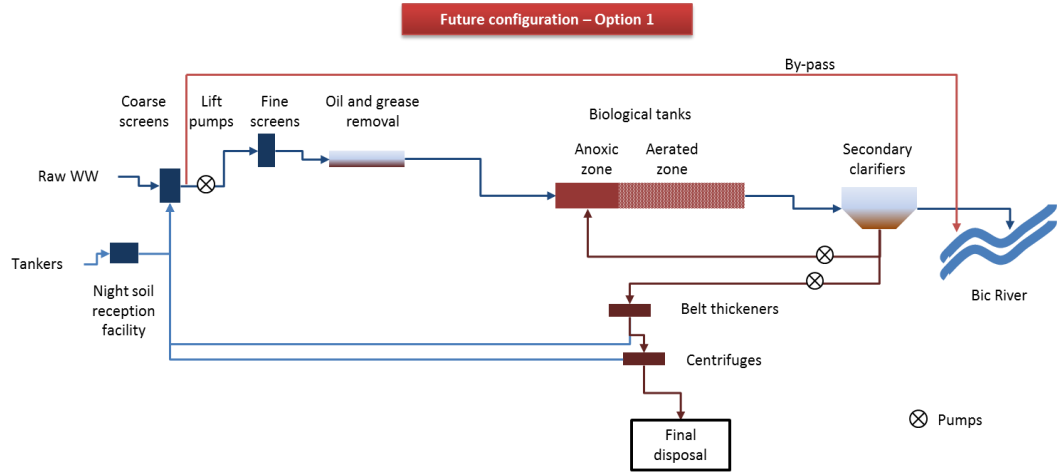 Future configuration – Option 1
By-pass
Coarse
screens
Lift
pumps
Fine
screens
Oil and grease
removal
Biological tanks
Anoxic
zone
Aerated
zone
Secondary
clarifiers
Raw WW
Tankers
Night soil
reception
facility
Belt thickeners
Bic River
Centrifuges
Pumps
Final
disposal